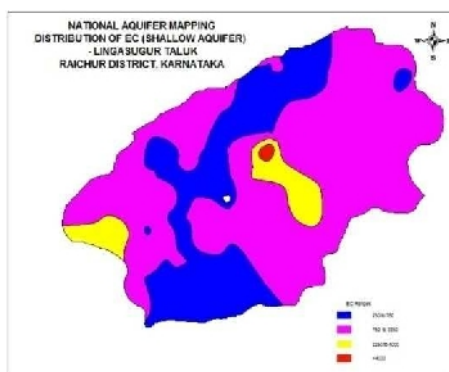 NATIONAL AQUIFER MAPPING
DISTRIBUTION OF EC (SHALLOW AQUIFER)
- LINGASUGUR TALUK
RAICHUR DISTRICT. KARNATAKA
N
W
E
S